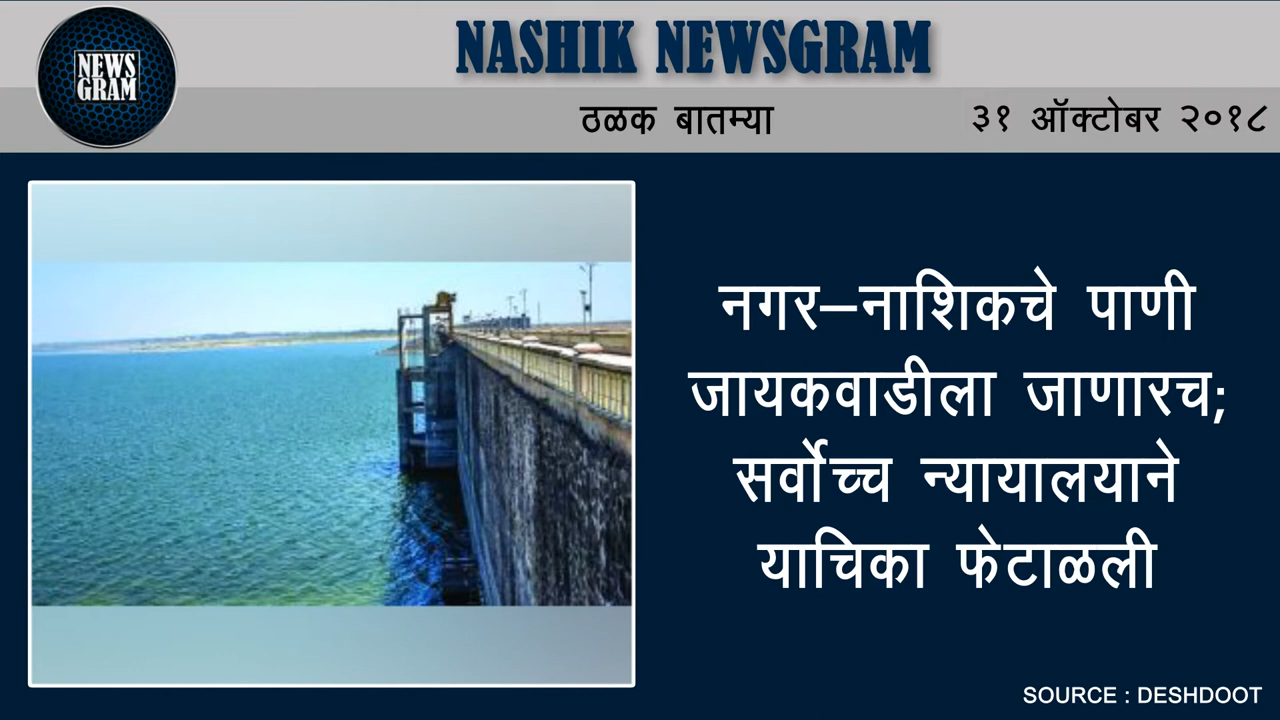 NEWS
GRAM
NASHIK NEWSGRAM
ठळक बातम्या
३१ ऑक्टोबर २०१८
नगर–नाशिकचे पाणी
जायकवाडीला जाणारच;
सर्वोच्च न्यायालयाने
याचिका फेटाळली
SOURCE : DESHDOOT